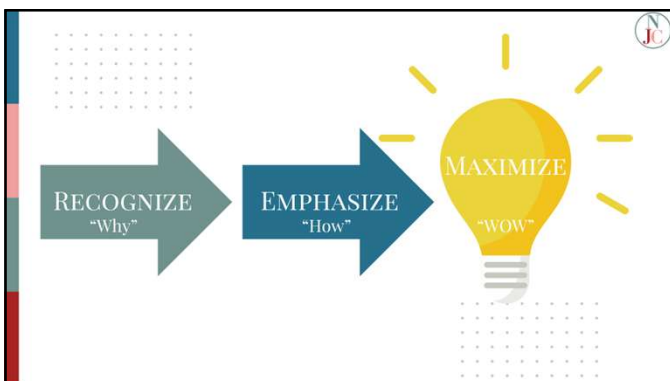 N
JC
RECOGNIZE
“Why”
EMPHASIZE
“How”
MAXIMIZE
“WOW”